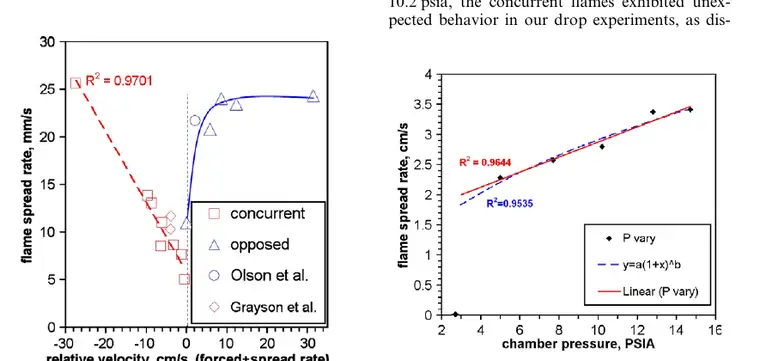 10.2 psia, the concurrent flames exhibited unex-
pected behavior in our drop experiments, as dis-
30
25
20
15
10
5
0
-30 -20 -10 0 10 20 30
flame spread rate, mm/s
R² = 0.9701
concurrent
opposed
Olson et al.
Grayson et al.
relative velocity, cm/s, (forced+spread rate)
4
3.5
3
2.5
2
1.5
1
0.5
0
2 4 6 8 10 12 14 16
flame spread rate, cm/s
R² = 0.9644
R²=0.9535
P vary
y=a(1+x)^b
Linear (P vary)
chamber pressure, PSIA